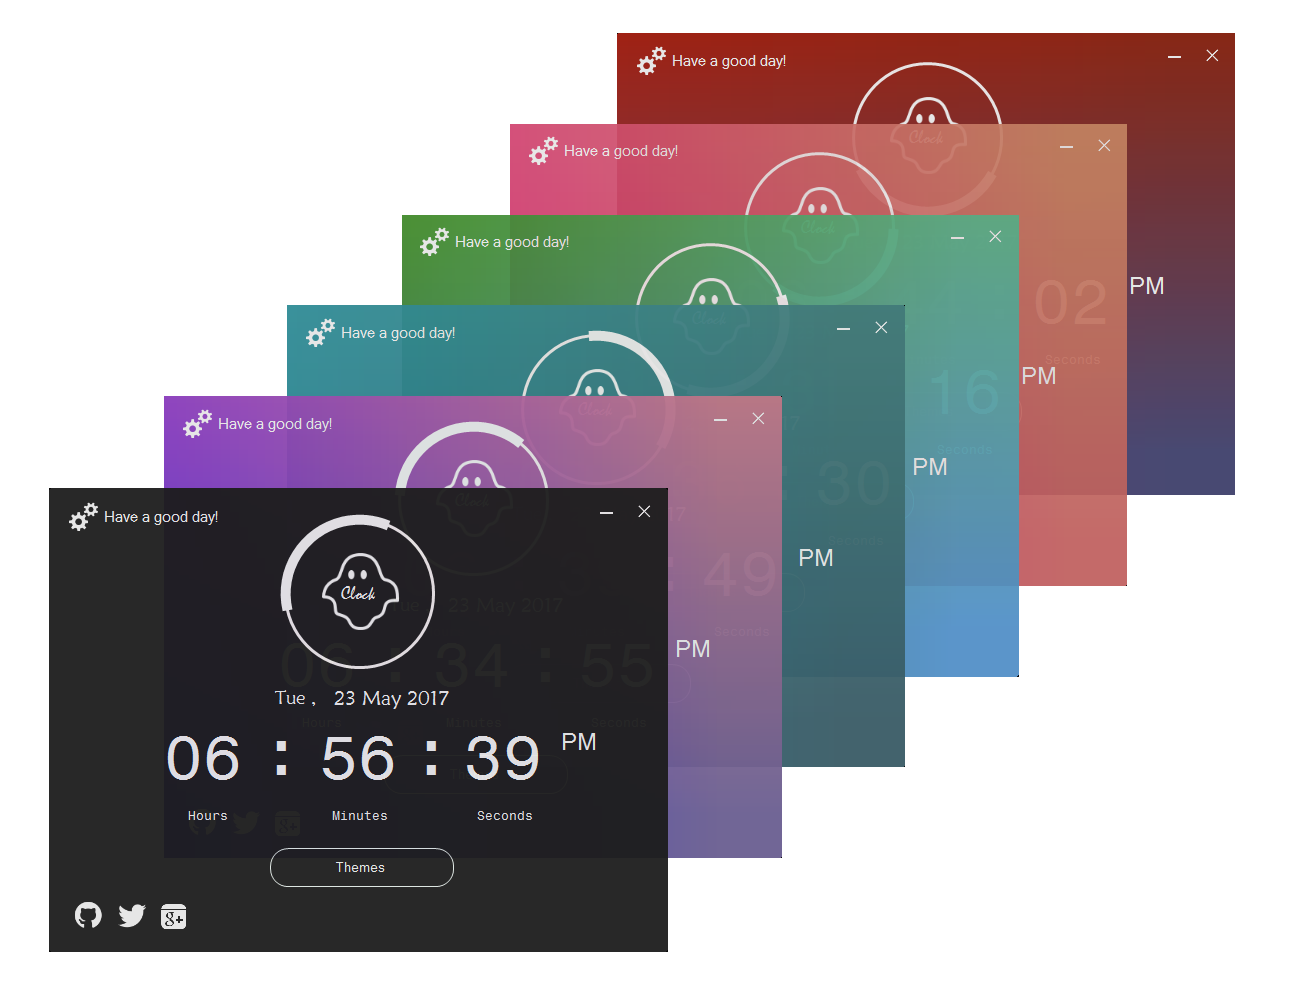 Have a good day!
Clock
02 PM
Seconds
Have a good day!
Clock
16 PM
Seconds
Have a good day!
Clock
30 PM
Seconds
Have a good day!
Clock
49 PM
Seconds
Have a good day!
Clock
23 May 2017
06 : 34 : 55 PM
Hours Minutes Seconds
Have a good day!
Clock
Tue , 23 May 2017
06 : 56 : 39 PM
Hours Minutes Seconds
Themes
g+